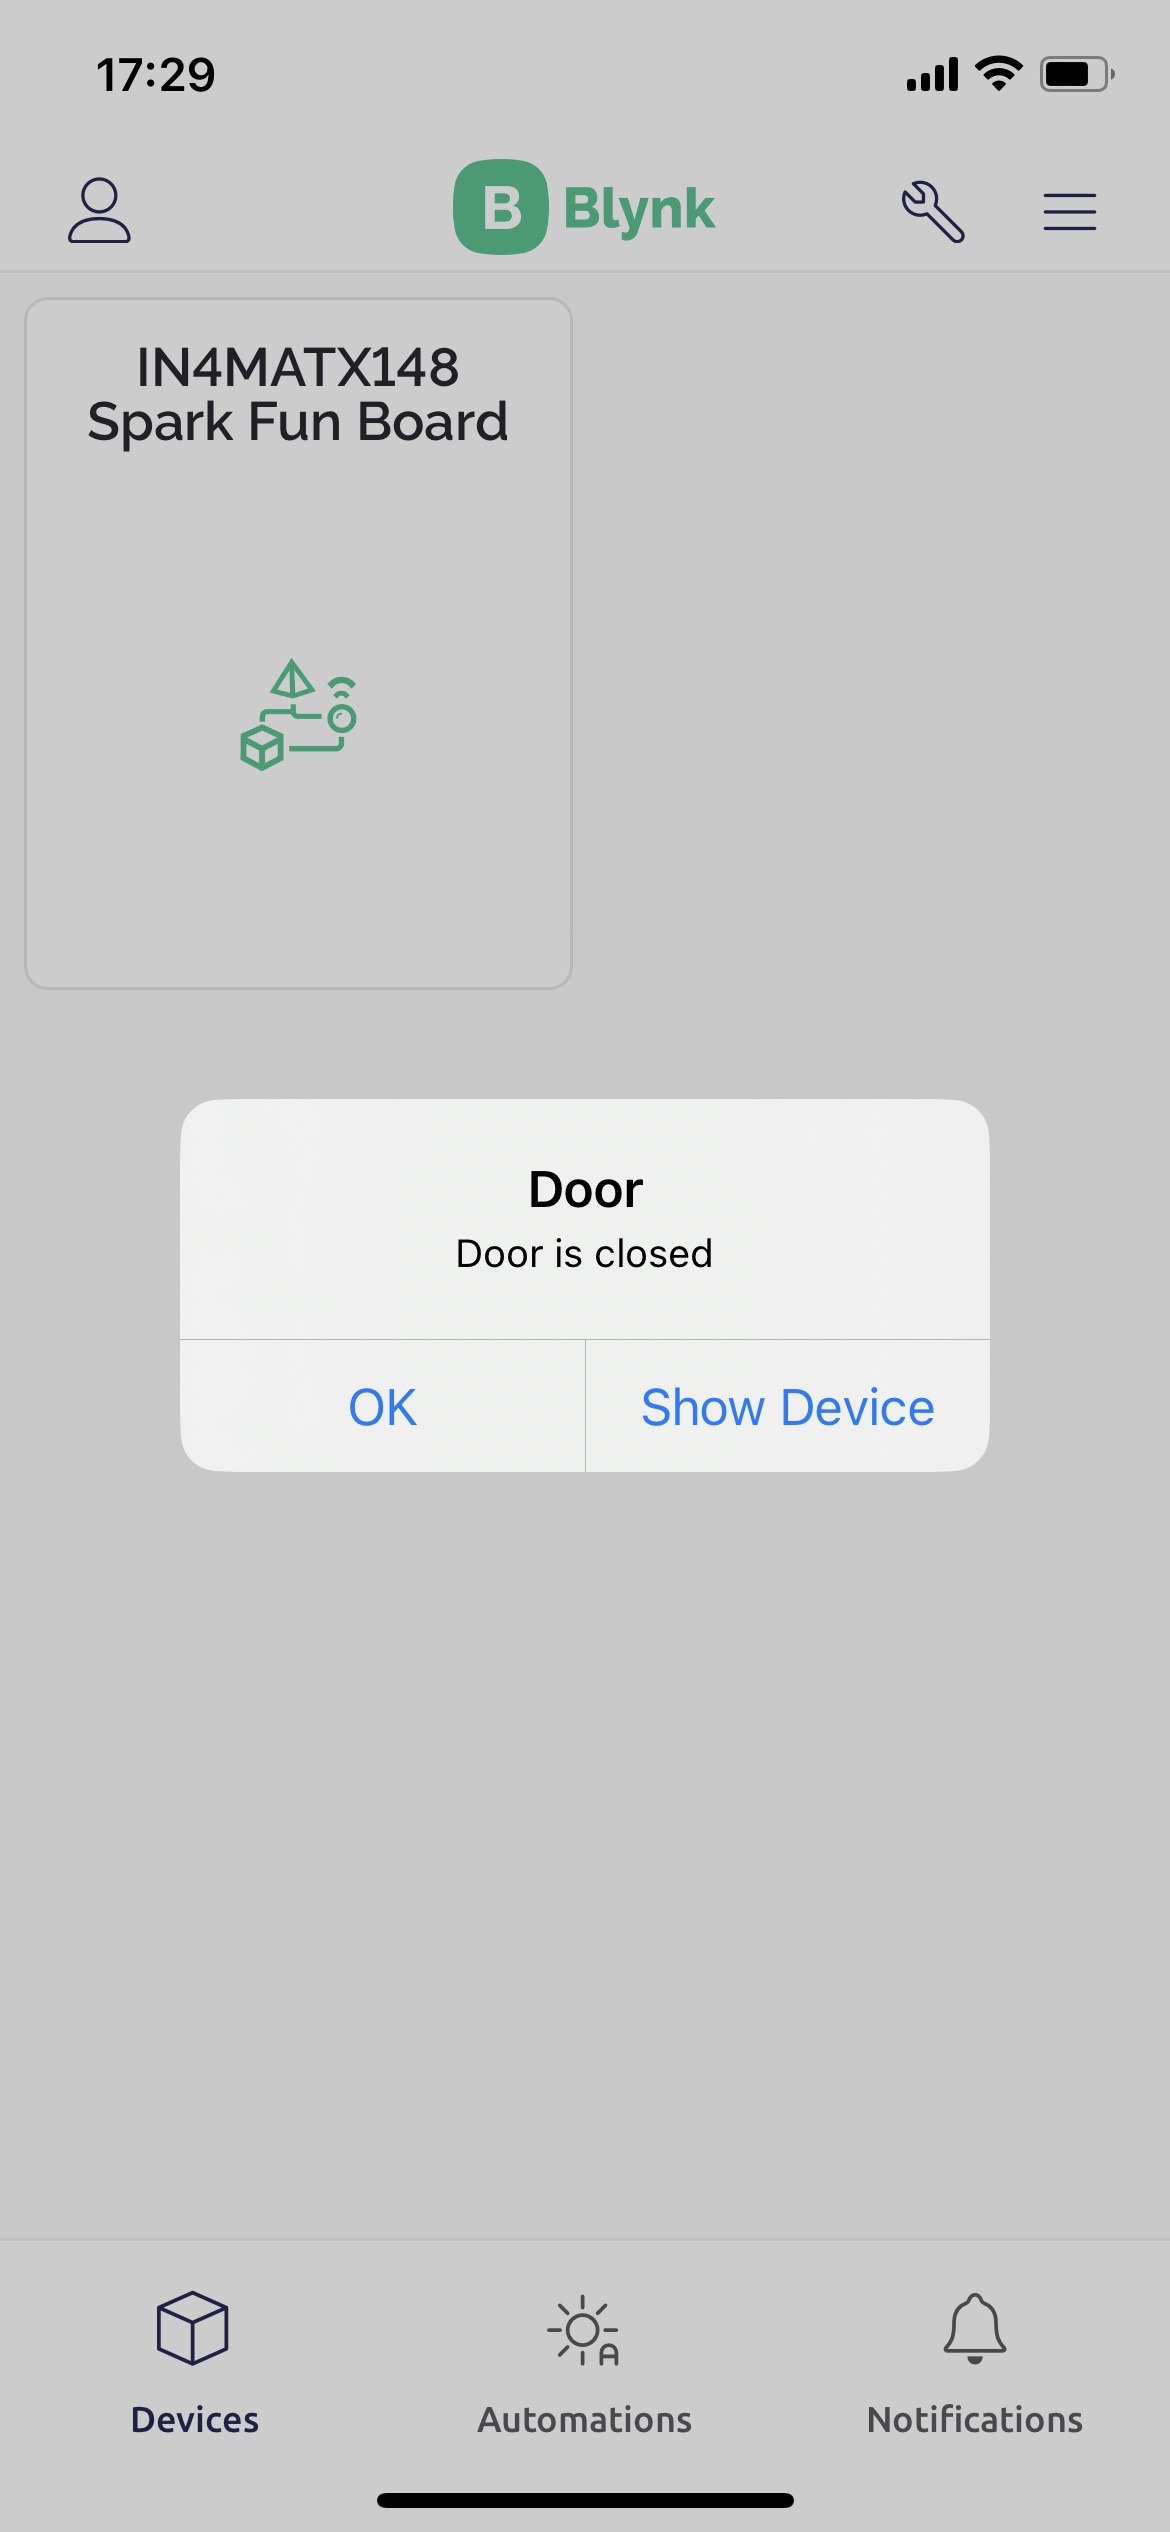 17:29
B Blynk
IN4MATX148
Spark Fun Board
Door
Door is closed
OK
Show Device
Devices
Automations
Notifications